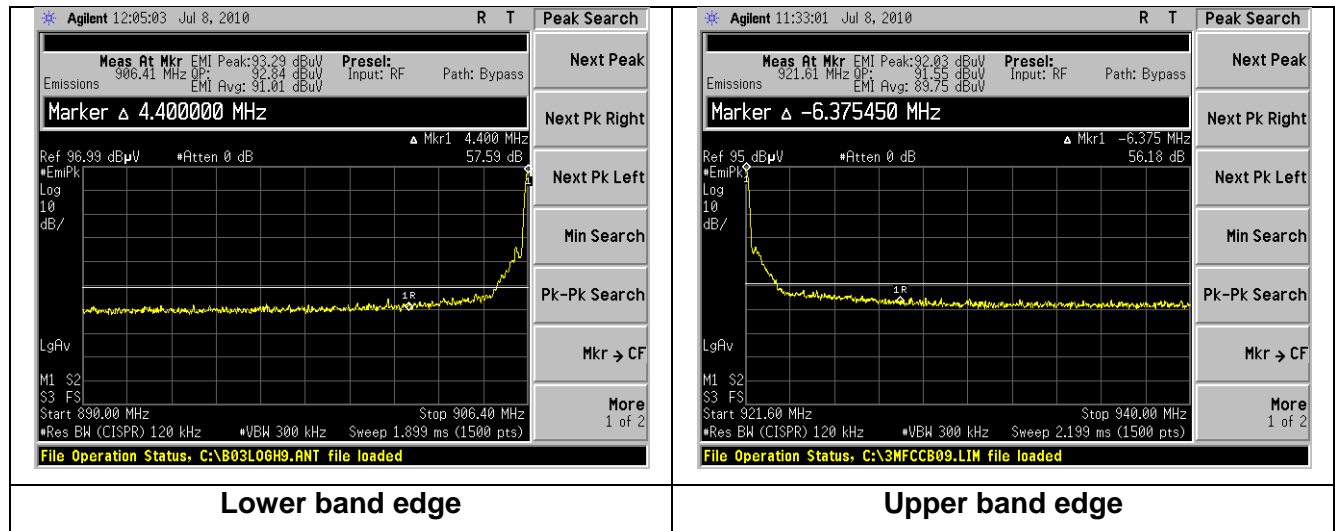 Agilent 12:05:03 Jul 8, 2010 R T Peak Search
Meas At Mkr EMI Peak:93.29 dBuV Presel:
906.41 MHz QP: 92.84 dBuV Input: RF Path: Bypass
Emissions EMI Avg: 91.01 dBuV
Marker Δ 4.400000 MHz
Δ Mkr1 4.400 MHz
Ref 96.99 dBµV #Atten 0 dB 57.59 dB
#EmiPk
Log
10
dB/
1R
1
LgAv
M1 S2
S3 FS
Start 890.00 MHz Stop 906.40 MHz
#Res BW (CISPR) 120 kHz #VBW 300 kHz Sweep 1.899 ms (1500 pts)
File Operation Status, C:\B03LOGH9.ANT file loaded
Next Peak
Next Pk Right
Next Pk Left
Min Search
Pk-Pk Search
Mkr → CF
More
1 of 2
Lower band edge
Agilent 11:33:01 Jul 8, 2010 R T Peak Search
Meas At Mkr EMI Peak:92.03 dBuV Presel:
921.61 MHz QP: 91.55 dBuV Input: RF Path: Bypass
Emissions EMI Avg: 89.75 dBuV
Marker Δ -6.375450 MHz
Δ Mkr1 -6.375 MHz
Ref 95 dBµV #Atten 0 dB 56.18 dB
#EmiPk
Log
10
dB/
1R
LgAv
M1 S2
S3 FS
Start 921.60 MHz Stop 940.00 MHz
#Res BW (CISPR) 120 kHz #VBW 300 kHz Sweep 2.199 ms (1500 pts)
File Operation Status, C:\3MFCCB09.LIM file loaded
Next Peak
Next Pk Right
Next Pk Left
Min Search
Pk-Pk Search
Mkr → CF
More
1 of 2
Upper band edge